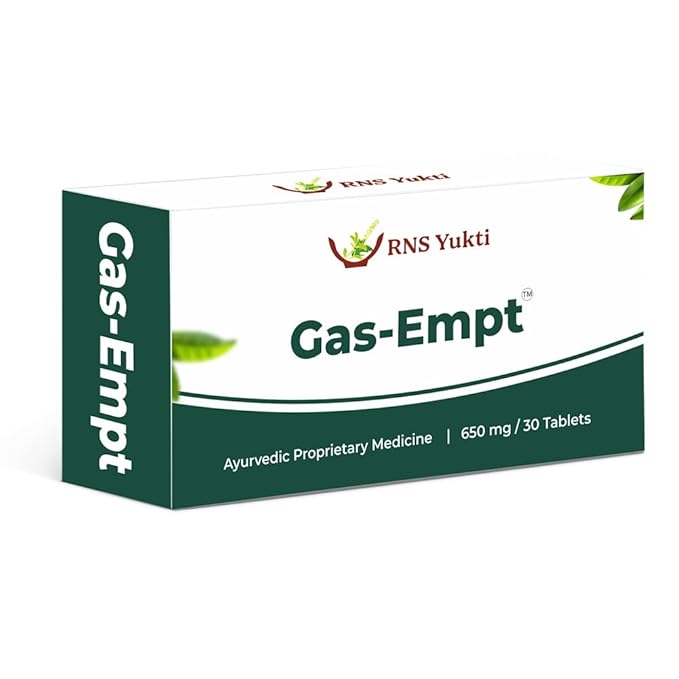 RNS Yukti
RNS Yukti
Gas-Empt™
Ayurvedic Proprietary Medicine | 650 mg / 30 Tablets
Gas-Empt